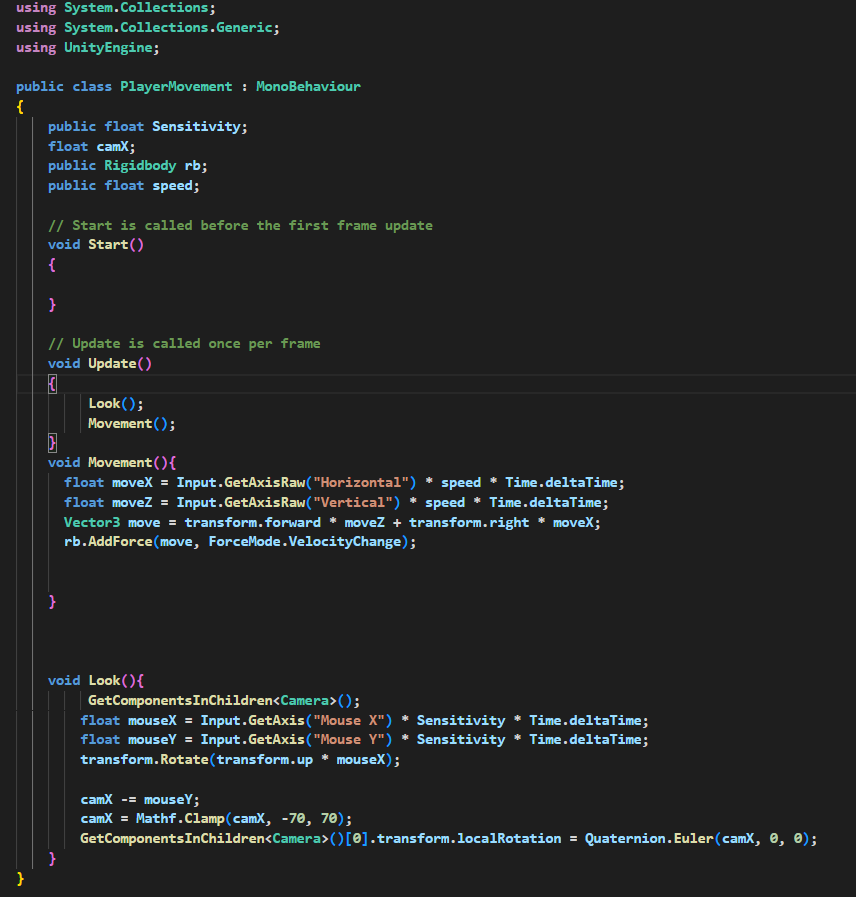 using System.Collections;
using System.Collections.Generic;
using UnityEngine;
public class PlayerMovement : MonoBehaviour
{
public float Sensitivity;
float camX;
public Rigidbody rb;
public float speed;
// Start is called before the first frame update
void Start()
{
}
// Update is called once per frame
void Update()
{
Look();
Movement();
}
void Movement(){
float moveX = Input.GetAxisRaw("Horizontal") * speed * Time.deltaTime;
float moveZ = Input.GetAxisRaw("Vertical") * speed * Time.deltaTime;
Vector3 move = transform.forward * moveZ + transform.right * moveX;
rb.AddForce(move, ForceMode.VelocityChange);
}
void Look(){
GetComponentsInChildren<Camera>();
float mouseX = Input.GetAxis("Mouse X") * Sensitivity * Time.deltaTime;
float mouseY = Input.GetAxis("Mouse Y") * Sensitivity * Time.deltaTime;
transform.Rotate(transform.up * mouseX);
camX -= mouseY;
camX = Mathf.Clamp(camX, -70, 70);
GetComponentsInChildren<Camera>()[0].transform.localRotation = Quaternion.Euler(camX, 0, 0);
}
}